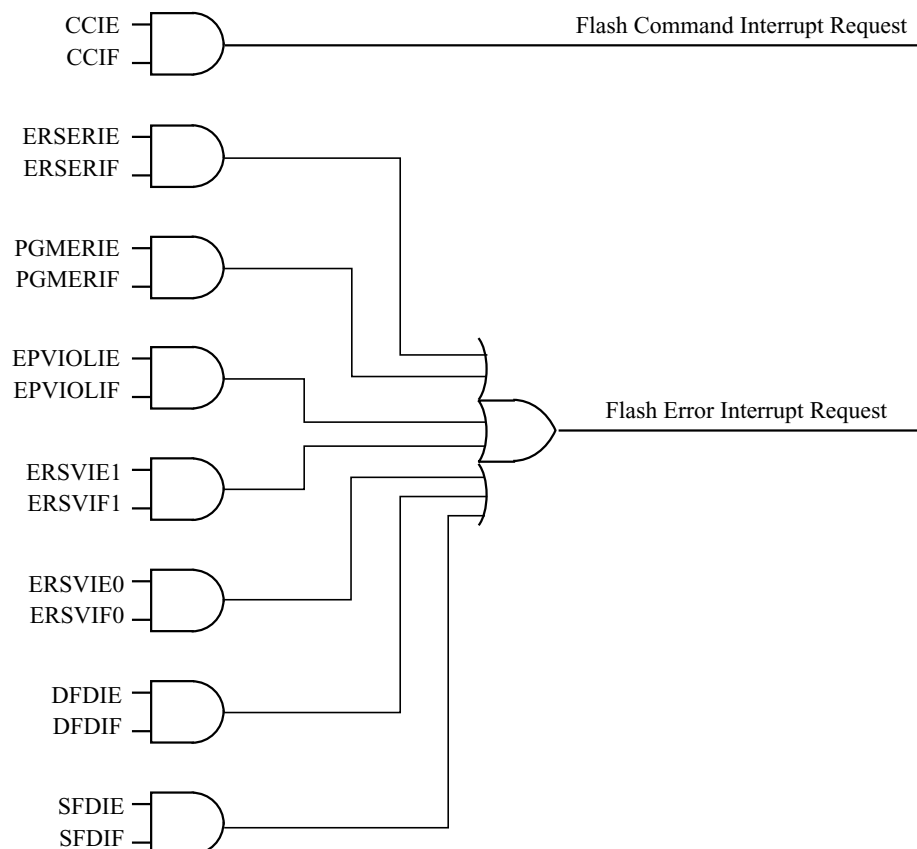 CCIE
CCIF
Flash Command Interrupt Request
ERSERIE
ERSERIF
PGMERIE
PGMERIF
EPVIOLIE
EPVIOLIF
Flash Error Interrupt Request
ERSVIE1
ERSVIF1
ERSVIE0
ERSVIF0
DFDIE
DFDIF
SFDIE
SFDIF